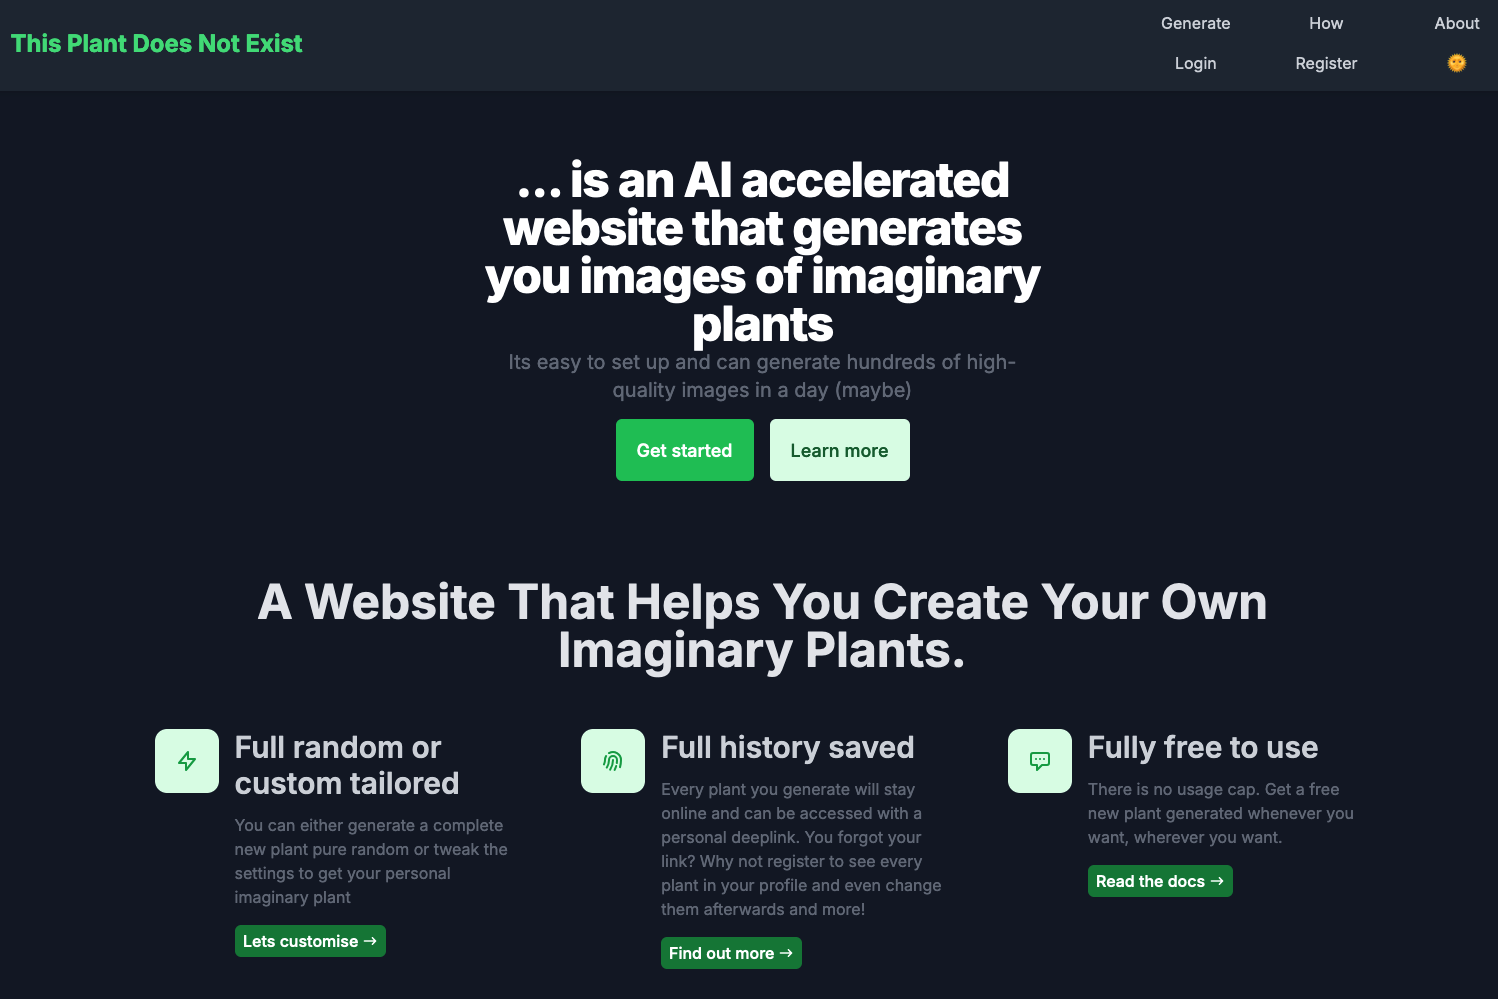 This Plant Does Not Exist
Generate How About
Login Register
... is an AI accelerated
website that generates
you images of imaginary
plants
Its easy to set up and can generate hundreds of high-
quality images in a day (maybe)
Get started Learn more
A Website That Helps You Create Your Own
Imaginary Plants.
Full random or
custom tailored
You can either generate a complete
new plant pure random or tweak the
settings to get your personal
imaginary plant
Lets customise →
Full history saved
Every plant you generate will stay
online and can be accessed with a
personal deeplink. You forgot your
link? Why not register to see every
plant in your profile and even change
them afterwards and more!
Find out more →
Fully free to use
There is no usage cap. Get a free
new plant generated whenever you
want, wherever you want.
Read the docs →